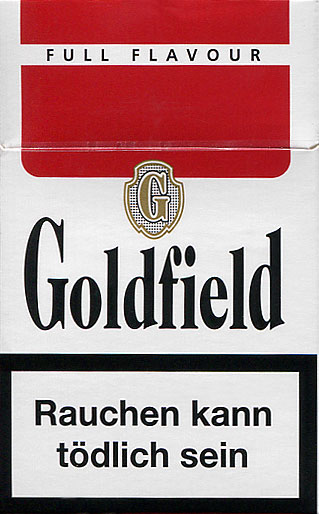 FULL FLAVOUR
G
Goldfield
Rauchen kann
tödlich sein